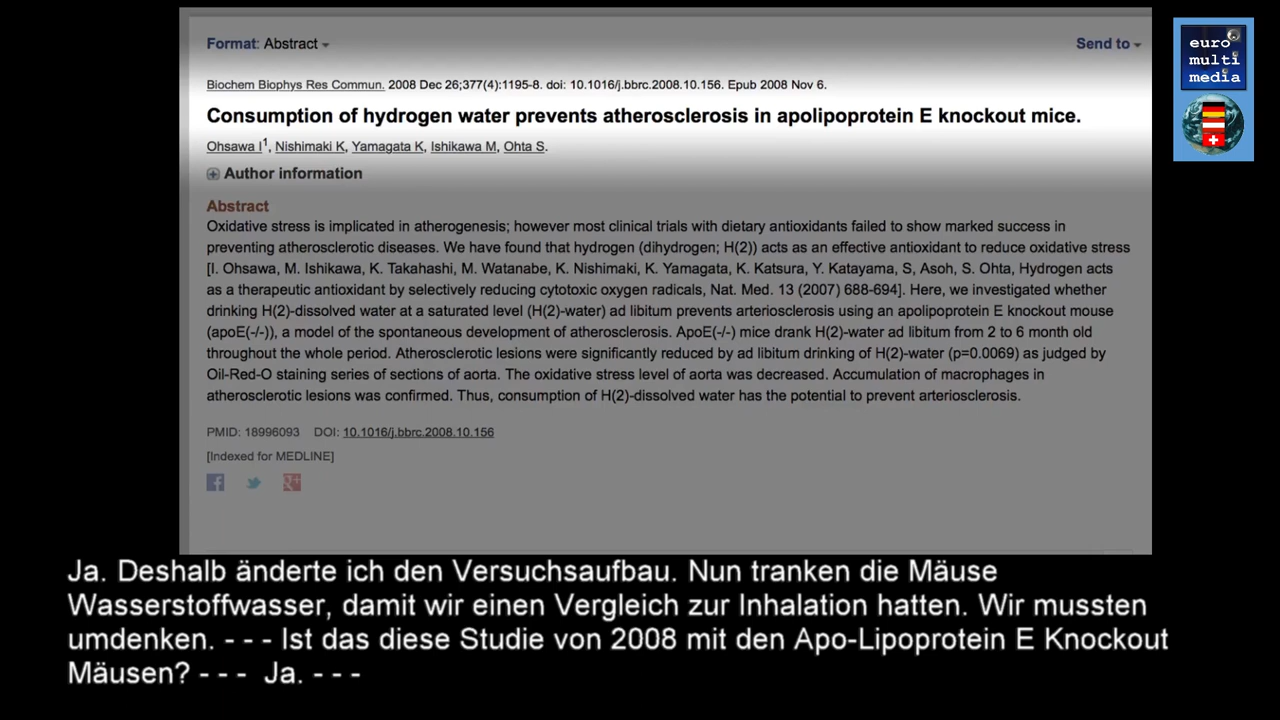 Format: Abstract
Send to
euro
multi
media
Biochem Biophys Res Commun. 2008 Dec 26;377(4):1195-8. doi: 10.1016/j.bbrc.2008.10.156. Epub 2008 Nov 6.
Consumption of hydrogen water prevents atherosclerosis in apolipoprotein E knockout mice.
Ohsawa I1, Nishimaki K, Yamagata K, Ishikawa M, Ohta S.
Author information
Abstract
Oxidative stress is implicated in atherogenesis; however most clinical trials with dietary antioxidants failed to show marked success in
preventing atherosclerotic diseases. We have found that hydrogen (dihydrogen; H(2)) acts as an effective antioxidant to reduce oxidative stress
[I. Ohsawa, M. Ishikawa, K. Takahashi, M. Watanabe, K. Nishimaki, K. Yamagata, K. Katsura, Y. Katayama, S, Asoh, S. Ohta, Hydrogen acts
as a therapeutic antioxidant by selectively reducing cytotoxic oxygen radicals, Nat. Med. 13 (2007) 688-694]. Here, we investigated whether
drinking H(2)-dissolved water at a saturated level (H(2)-water) ad libitum prevents arteriosclerosis using an apolipoprotein E knockout mouse
(apoE(-/-)), a model of the spontaneous development of atherosclerosis. ApoE(-/-) mice drank H(2)-water ad libitum from 2 to 6 month old
throughout the whole period. Atherosclerotic lesions were significantly reduced by ad libitum drinking of H(2)-water (p=0.0069) as judged by
Oil-Red-O staining series of sections of aorta. The oxidative stress level of aorta was decreased. Accumulation of macrophages in
atherosclerotic lesions was confirmed. Thus, consumption of H(2)-dissolved water has the potential to prevent arteriosclerosis.
PMID: 18996093 DOI: 10.1016/j.bbrc.2008.10.156
[Indexed for MEDLINE]
Ja. Deshalb änderte ich den Versuchsaufbau. Nun tranken die Mäuse
Wasserstoffwasser, damit wir einen Vergleich zur Inhalation hatten. Wir mussten
umdenken. - - - Ist das diese Studie von 2008 mit den Apo-Lipoprotein E Knockout
Mäusen? - - - Ja. - - -